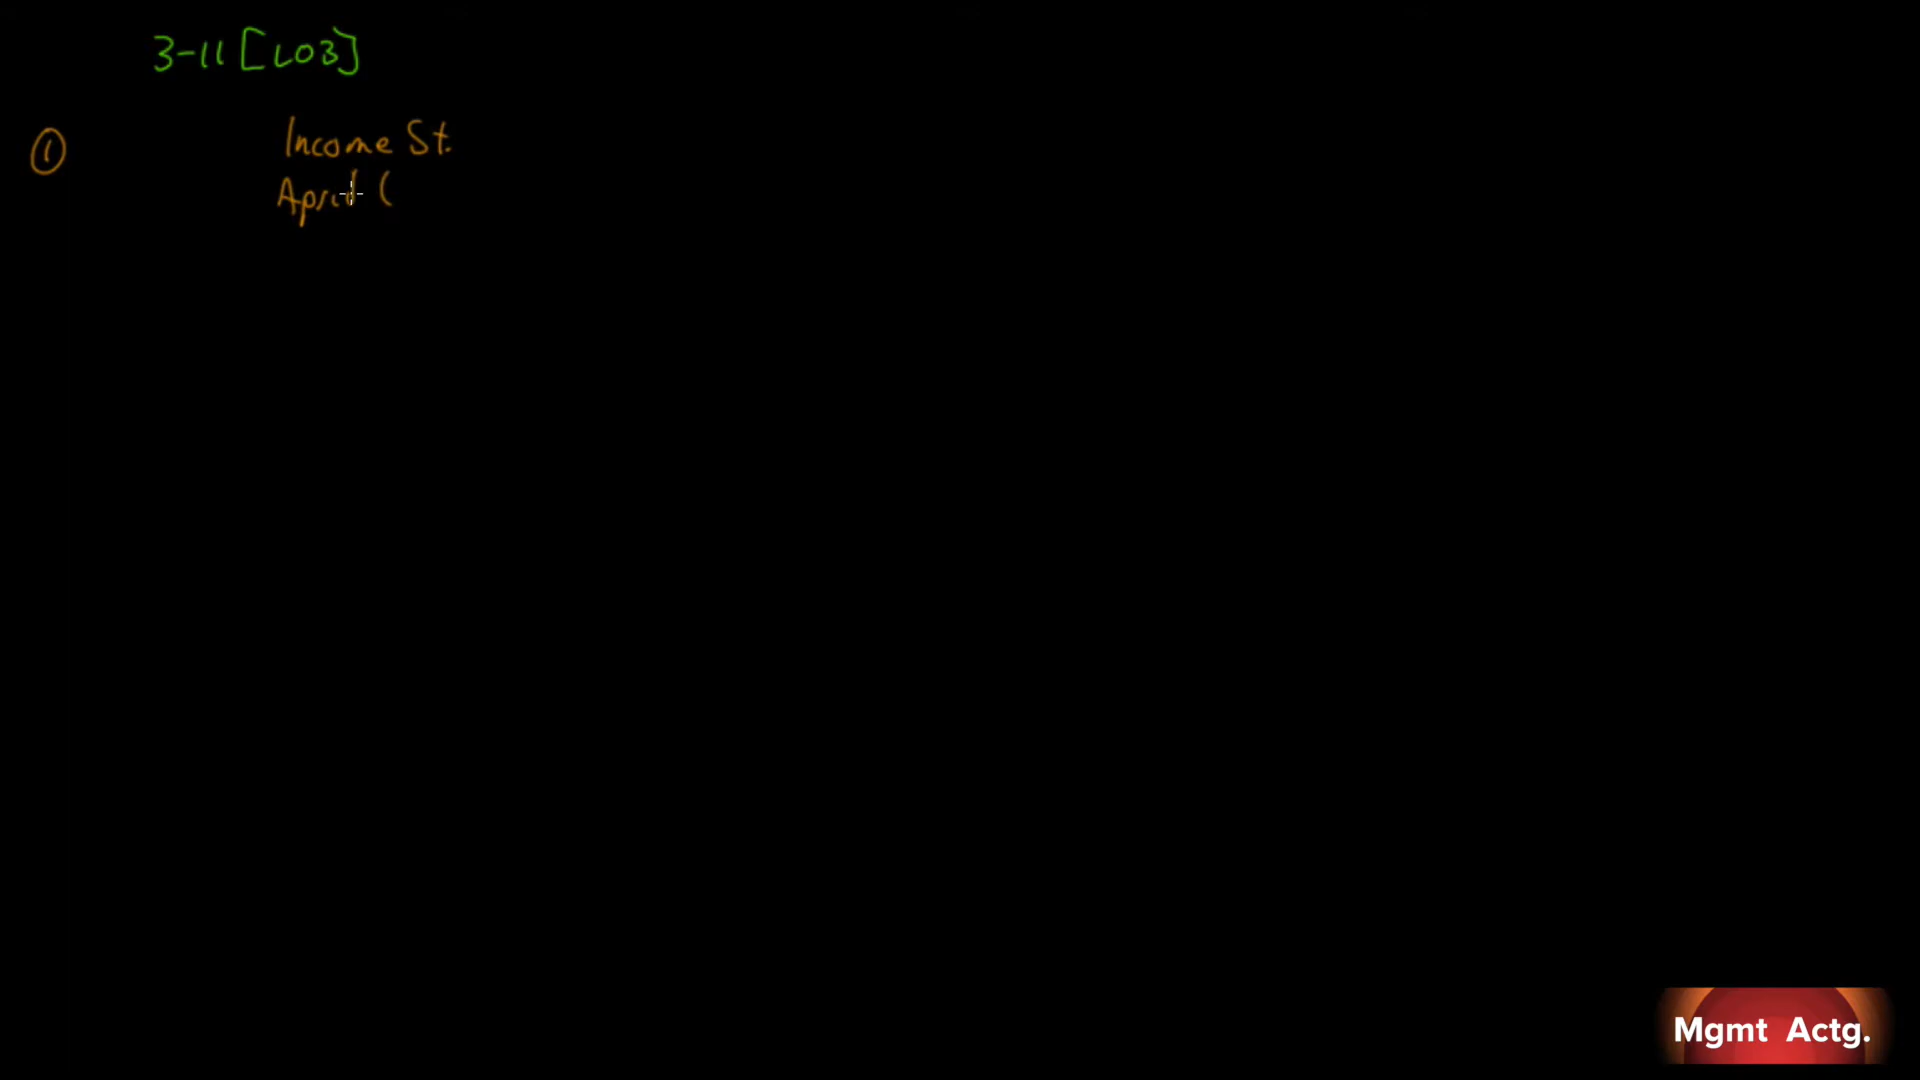 3-11 [LO3]
① Income St.
April (
Mgmt Actg.